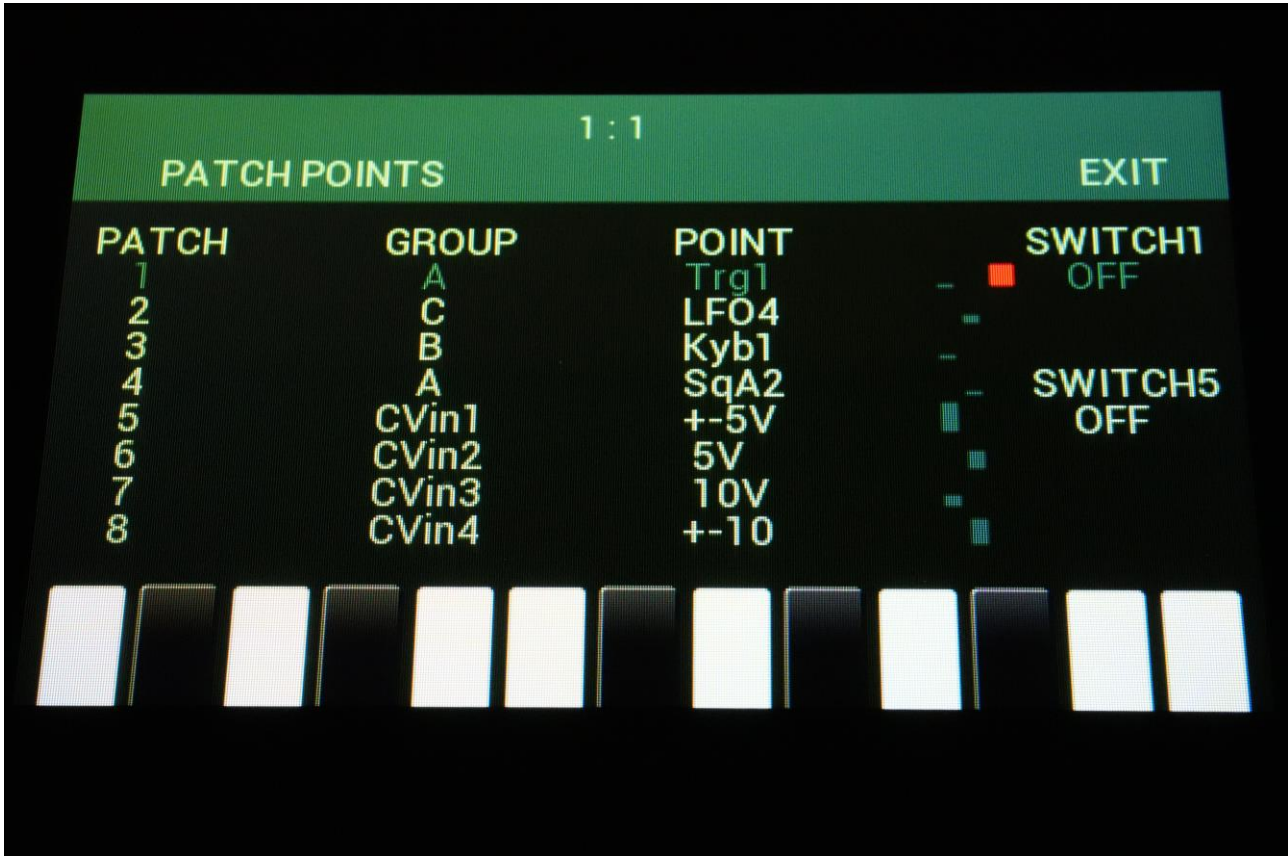 1 : 1
PATCH POINTS EXIT
PATCH GROUP POINT SWITCH1
1 A Trg1 OFF
2 C LFO4
3 B Kyb1
4 A SqA2 SWITCH5
5 CVin1 +-5V OFF
6 CVin2 5V
7 CVin3 10V
8 CVin4 +-10